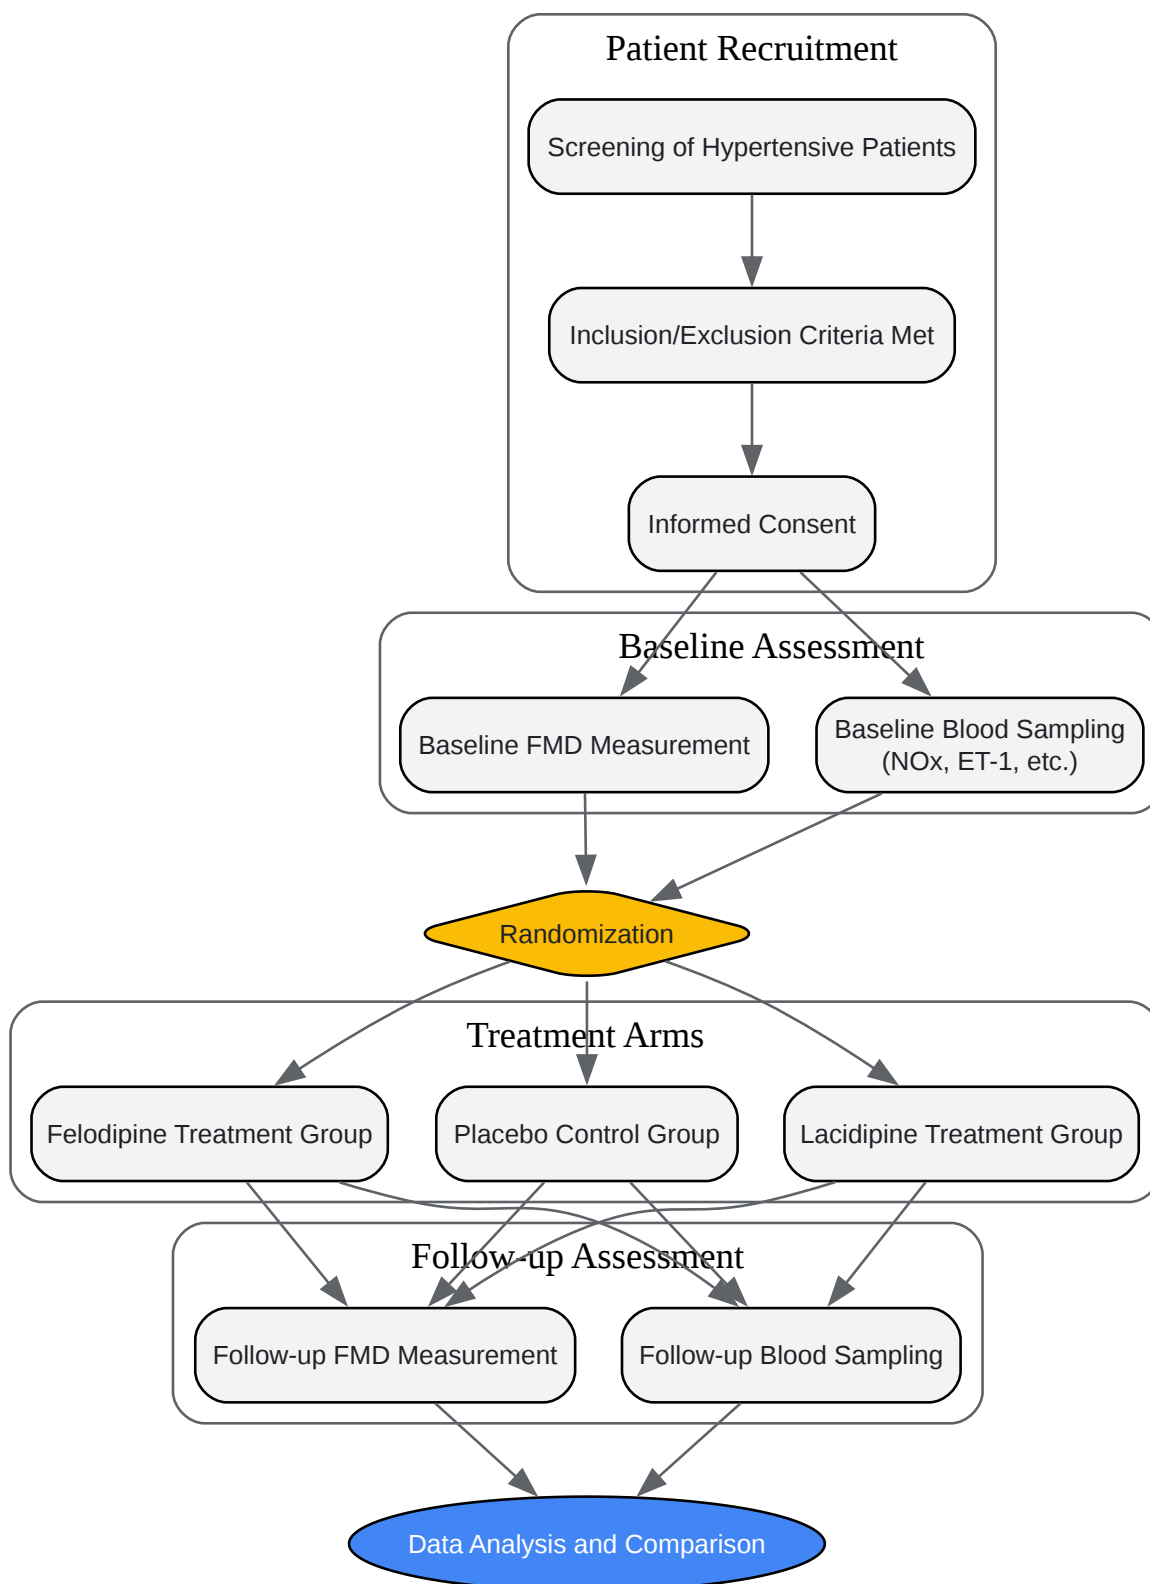 Patient Recruitment
Screening of Hypertensive Patients
Inclusion/Exclusion Criteria Met
Informed Consent
Baseline Assessment
Baseline FMD Measurement
Baseline Blood Sampling
(NOx, ET-1, etc.)
Randomization
Treatment Arms
Felodipine Treatment Group
Placebo Control Group
Lacidipine Treatment Group
Follow-up Assessment
Follow-up FMD Measurement
Follow-up Blood Sampling
Data Analysis and Comparison